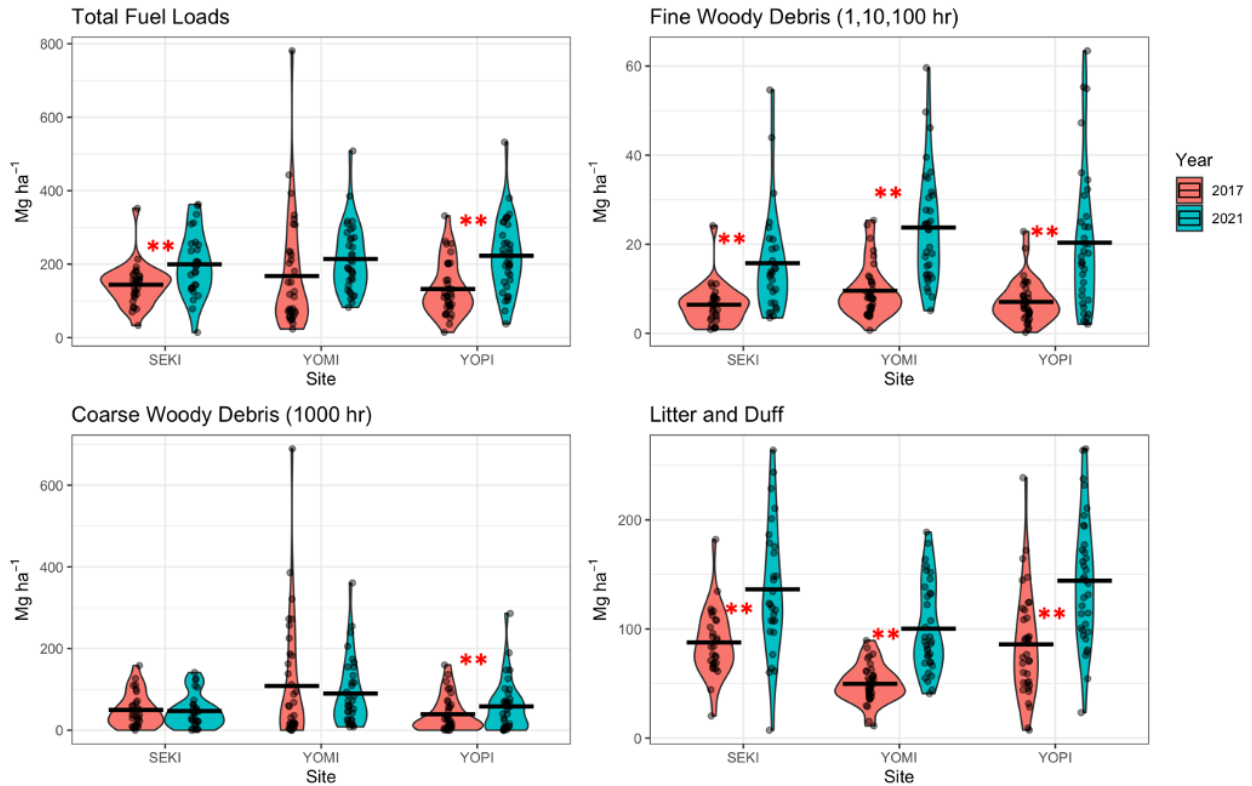 Total Fuel Loads
Mg ha⁻¹
800
600
400
200
0
**
**
SEKI
YOMI
YOPI
Site
Fine Woody Debris (1,10,100 hr)
Mg ha⁻¹
60
40
20
0
**
**
**
SEKI
YOMI
YOPI
Site
Year
2017
2021
Coarse Woody Debris (1000 hr)
Mg ha⁻¹
600
400
200
0
**
SEKI
YOMI
YOPI
Site
Litter and Duff
Mg ha⁻¹
200
100
0
**
**
**
SEKI
YOMI
YOPI
Site